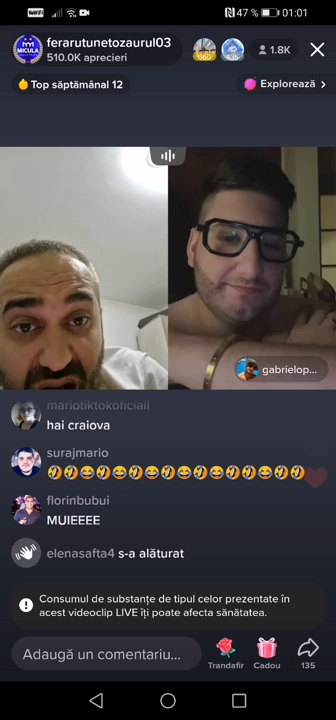 WiFi
47 %
01:01
MICULA
ferarutunetozaurul03
510.0K aprecieri
1.8K
Top săptămânal 12
Explorează
gabrielop...
mariotiktokoficiall
hai craiova
surajmario
🤣🤣😂🤣😂🤣😂🤣😂🤣😂🤣🤣😂🤣🤣
florinbubui
MUIEEEE
elenasafta4 s-a alăturat
Consumul de substanțe de tipul celor prezentate în
acest videoclip LIVE îți poate afecta sănătatea.
Adaugă un comentariu...
Trandafir
Cadou
135